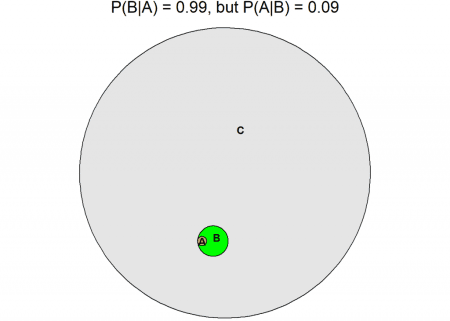 P(B|A) = 0.99, but P(A|B) = 0.09
C
A B